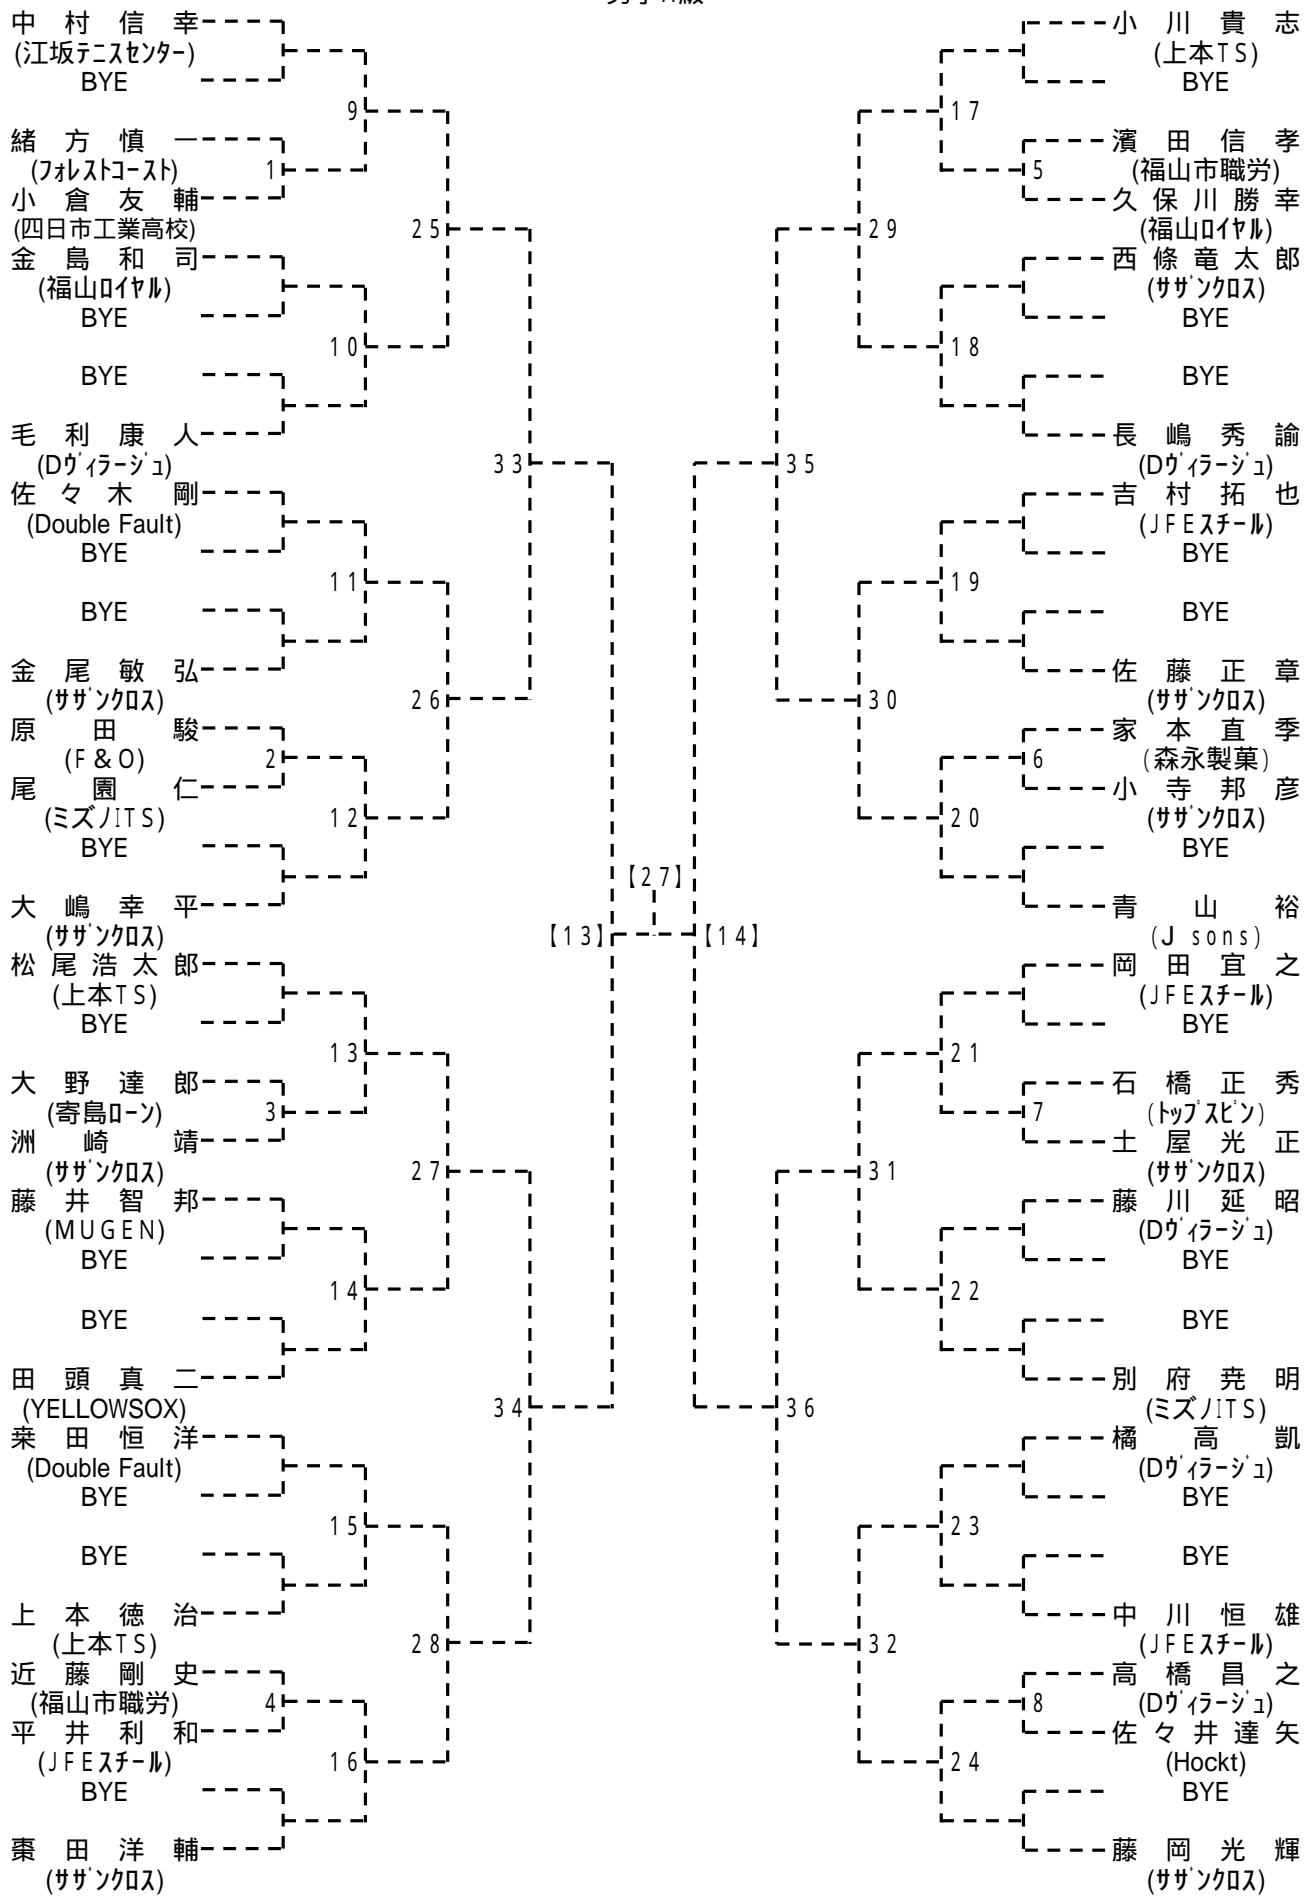 中村信幸
(江坂ﾃﾆｽｾﾝﾀｰ)
BYE
9
緒方慎一
(ﾌｫﾚｽﾄｺｰｽﾄ)
1
小倉友輔
(四日市工業高校)
25
金島和司
(福山ﾛｲﾔﾙ)
BYE
10
BYE
毛利康人
(Dｳﾞｨﾗｰｼﾞｭ)
33
佐々木剛
(Double Fault)
BYE
11
BYE
金尾敏弘
(ｻｻﾞﾝｸﾛｽ)
26
原田駿
(F&O)
2
尾園仁
(ミズノITS)
12
BYE
大嶋幸平
(ｻｻﾞﾝｸﾛｽ)
【13】
松尾浩太郎
(上本TS)
BYE
13
大野達郎
(寄島ﾛｰﾝ)
3
洲崎靖
(ｻｻﾞﾝｸﾛｽ)
27
藤井智邦
(MUGEN)
BYE
14
BYE
田頭真二
(YELLOWSOX)
34
来田恒洋
(Double Fault)
BYE
15
BYE
上本徳治
(上本TS)
28
近藤剛史
(福山市職労)
4
平井利和
(JFEｽﾁｰﾙ)
16
BYE
棗田洋輔
(ｻｻﾞﾝｸﾛｽ)
【27】
小川貴志
(上本TS)
BYE
17
濱田信孝
5
(福山市職労)
久保川勝幸
(福山ﾛｲﾔﾙ)
29
西條竜太郎
(ｻｻﾞﾝｸﾛｽ)
BYE
18
BYE
長嶋秀諭
(Dｳﾞｨﾗｰｼﾞｭ)
35
吉村拓也
(JFEｽﾁｰﾙ)
BYE
19
BYE
佐藤正章
(ｻｻﾞﾝｸﾛｽ)
30
家本直季
6
(森永製菓)
小寺邦彦
(ｻｻﾞﾝｸﾛｽ)
20
BYE
青山裕
(J sons)
【14】
岡田宜之
(JFEｽﾁｰﾙ)
BYE
21
石橋正秀
7
(ﾄｯﾌﾟｽﾋﾟﾝ)
土屋光正
(ｻｻﾞﾝｸﾛｽ)
31
藤川延昭
(Dｳﾞｨﾗｰｼﾞｭ)
BYE
22
BYE
別府尭明
(ミズノITS)
36
橘高凱
(Dｳﾞｨﾗｰｼﾞｭ)
BYE
23
BYE
中川恒雄
(JFEｽﾁｰﾙ)
32
高橋昌之
8
(Dｳﾞｨﾗｰｼﾞｭ)
佐々井達矢
(Hockt)
24
BYE
藤岡光輝
(ｻｻﾞﾝｸﾛｽ)